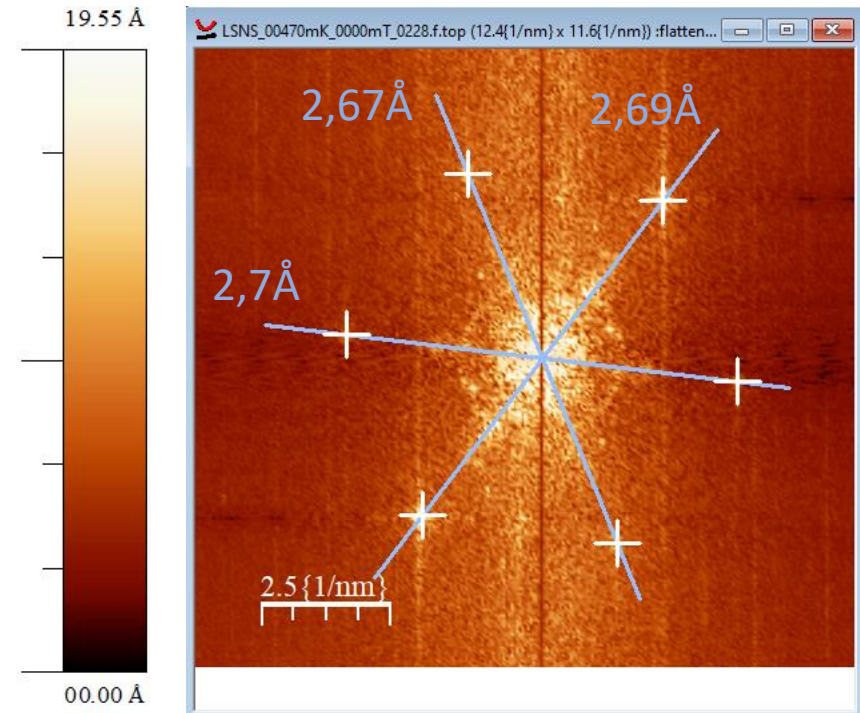 19.55 Å
LSNS_00470mK_0000mT_0228.f.top (12.4{1/nm} x 11.6{1/nm}) :flatten...
2,67Å
2,69Å
2,7Å
2.5{1/nm}
00.00 Å